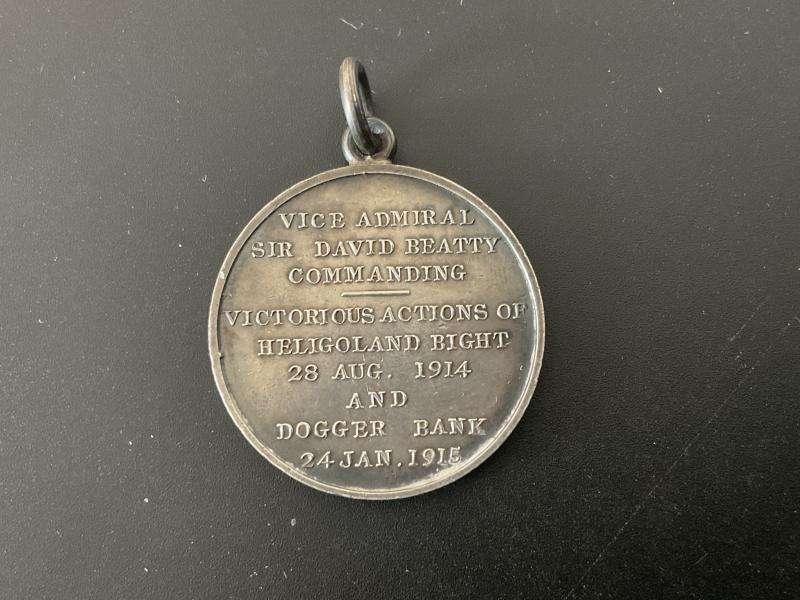 VICE ADMIRAL
SIR DAVID BEATTY
COMMANDING
VICTORIOUS ACTIONS OF
HELIGOLAND BIGHT
28 AUG. 1914
AND
DOGGER BANK
24 JAN. 1915